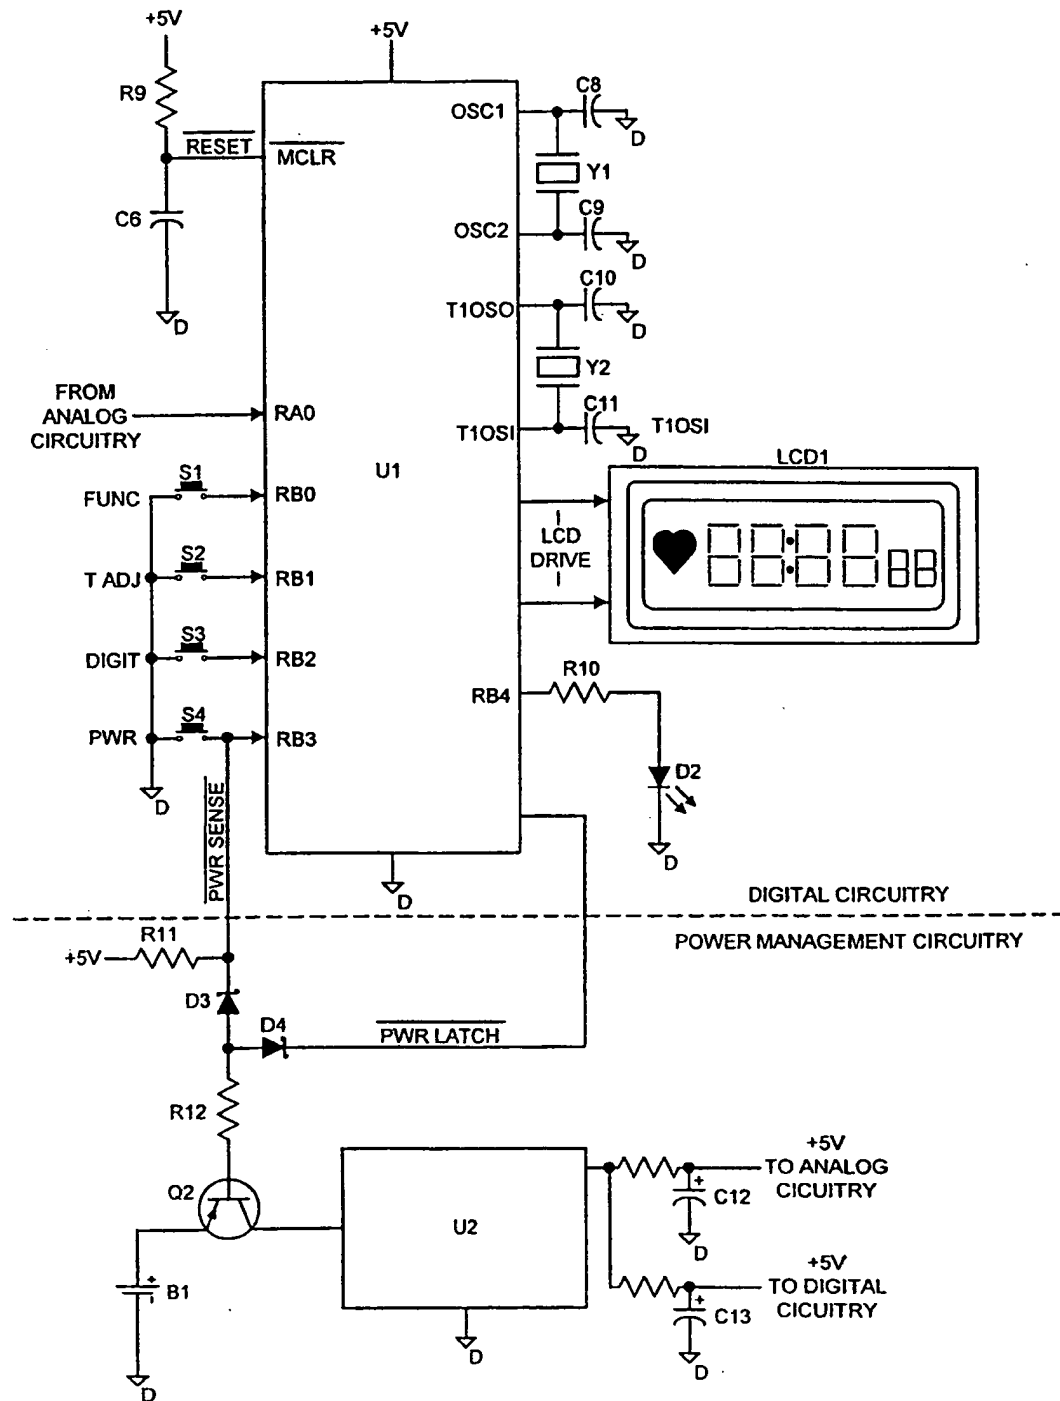 +5V
+5V
R9
RESET
MCLR
C6
D
OSC1
C8
D
Y1
OSC2
C9
D
T1OSO
C10
D
Y2
T1OSI
C11
D
T1OSI
FROM
ANALOG
CIRCUITRY
RA0
U1
LCD1
FUNC
S1
RB0
LCD
DRIVE
T ADJ
S2
RB1
DIGIT
S3
RB2
PWR
S4
RB3
D
RB4
R10
D2
D
PWR SENSE
D
DIGITAL CIRCUITRY
POWER MANAGEMENT CIRCUITRY
+5V
R11
D3
D4
PWR LATCH
R12
Q2
U2
D
B1
+
-
D
+5V
TO ANALOG
CICUITRY
+
C12
D
+5V
TO DIGITAL
CICUITRY
+
C13
D